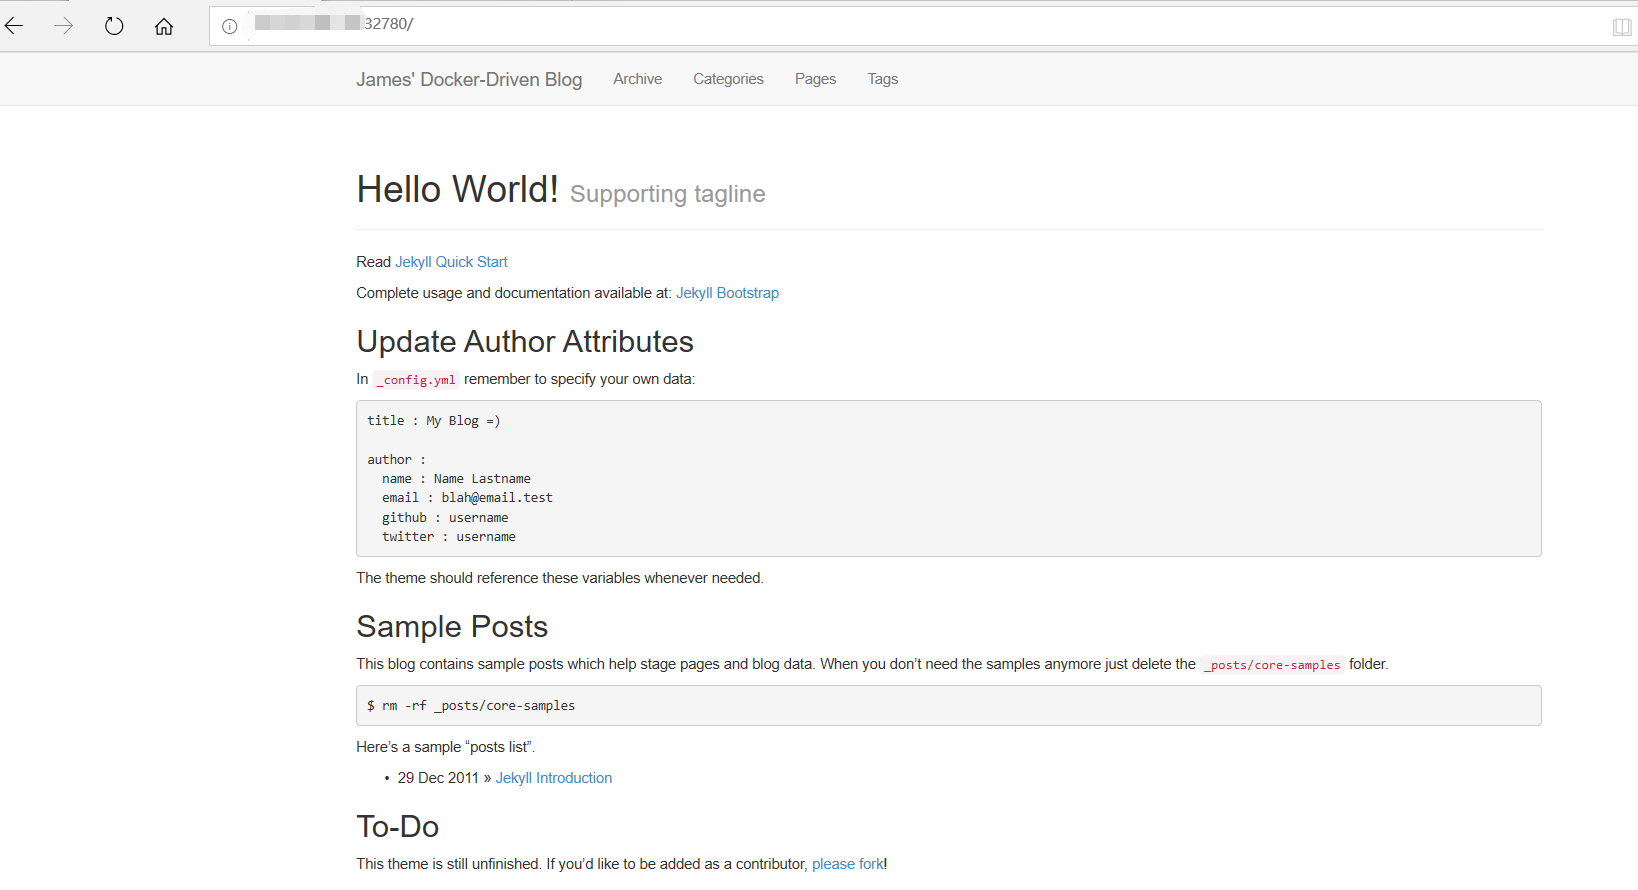 32780/
James' Docker-Driven Blog Archive Categories Pages Tags
Hello World! Supporting tagline
Read Jekyll Quick Start
Complete usage and documentation available at: Jekyll Bootstrap
Update Author Attributes
In _config.yml remember to specify your own data:
title : My Blog =)
author :
name : Name Lastname
email : blah@email.test
github : username
twitter : username
The theme should reference these variables whenever needed.
Sample Posts
This blog contains sample posts which help stage pages and blog data. When you don’t need the samples anymore just delete the _posts/core-samples folder.
$ rm -rf _posts/core-samples
Here’s a sample “posts list”.
• 29 Dec 2011 » Jekyll Introduction
To-Do
This theme is still unfinished. If you’d like to be added as a contributor, please fork!